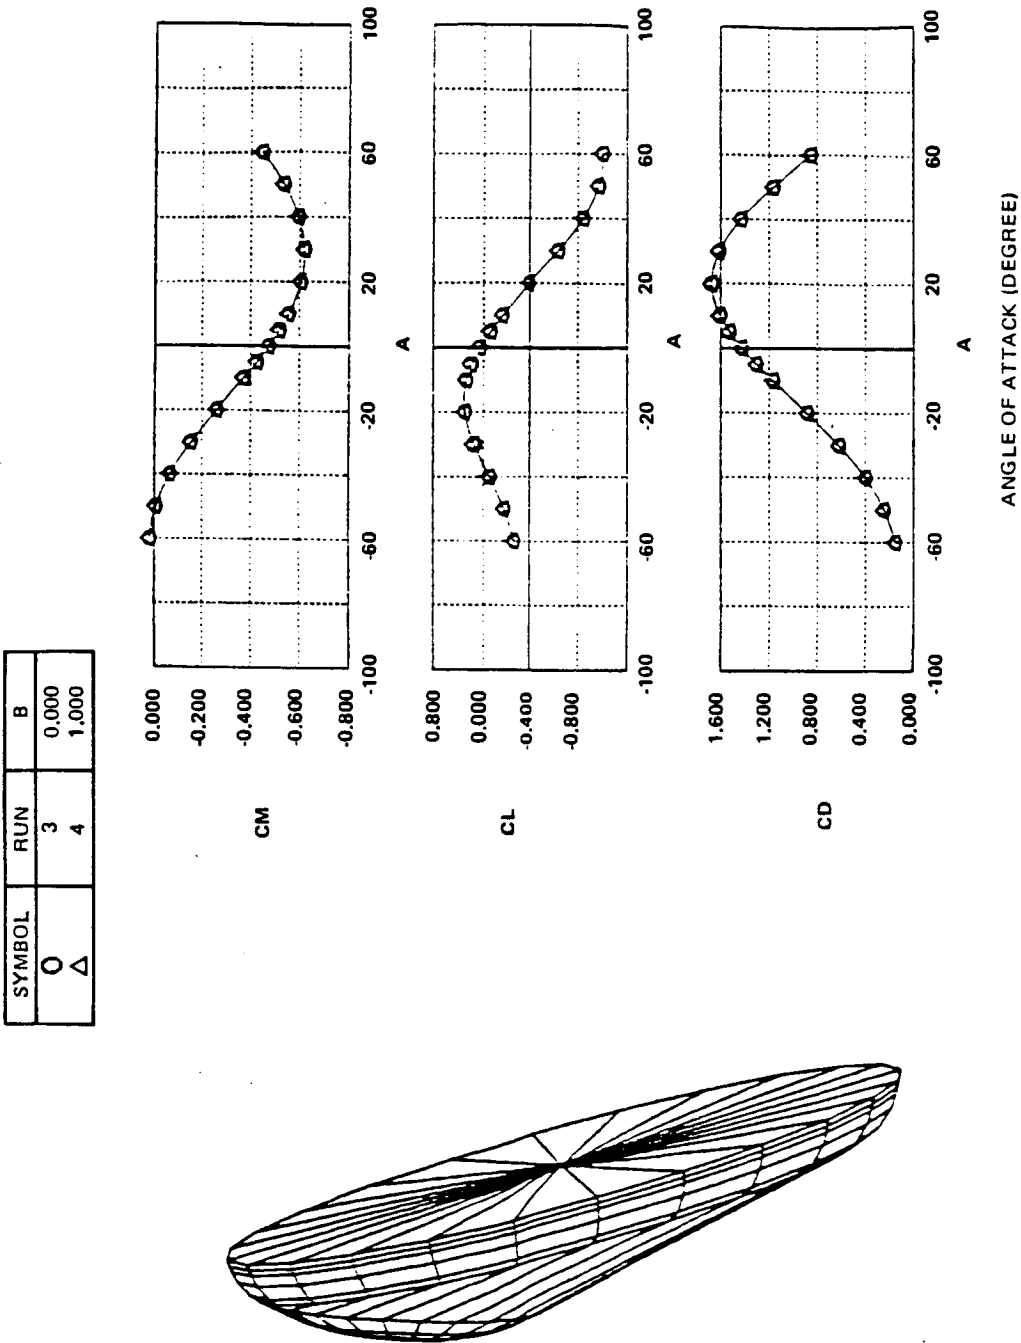 SYMBOL RUN B
O 3 0.000
△ 4 1.000
CM
0.000
-0.200
-0.400
-0.600
-0.800
-100 -60 -20 20 60 100
A
CL
0.800
0.000
-0.400
-0.800
-100 -60 -20 20 60 100
A
CD
1.600
1.200
0.800
0.400
0.000
-100 -60 -20 20 60 100
A
ANGLE OF ATTACK (DEGREE)